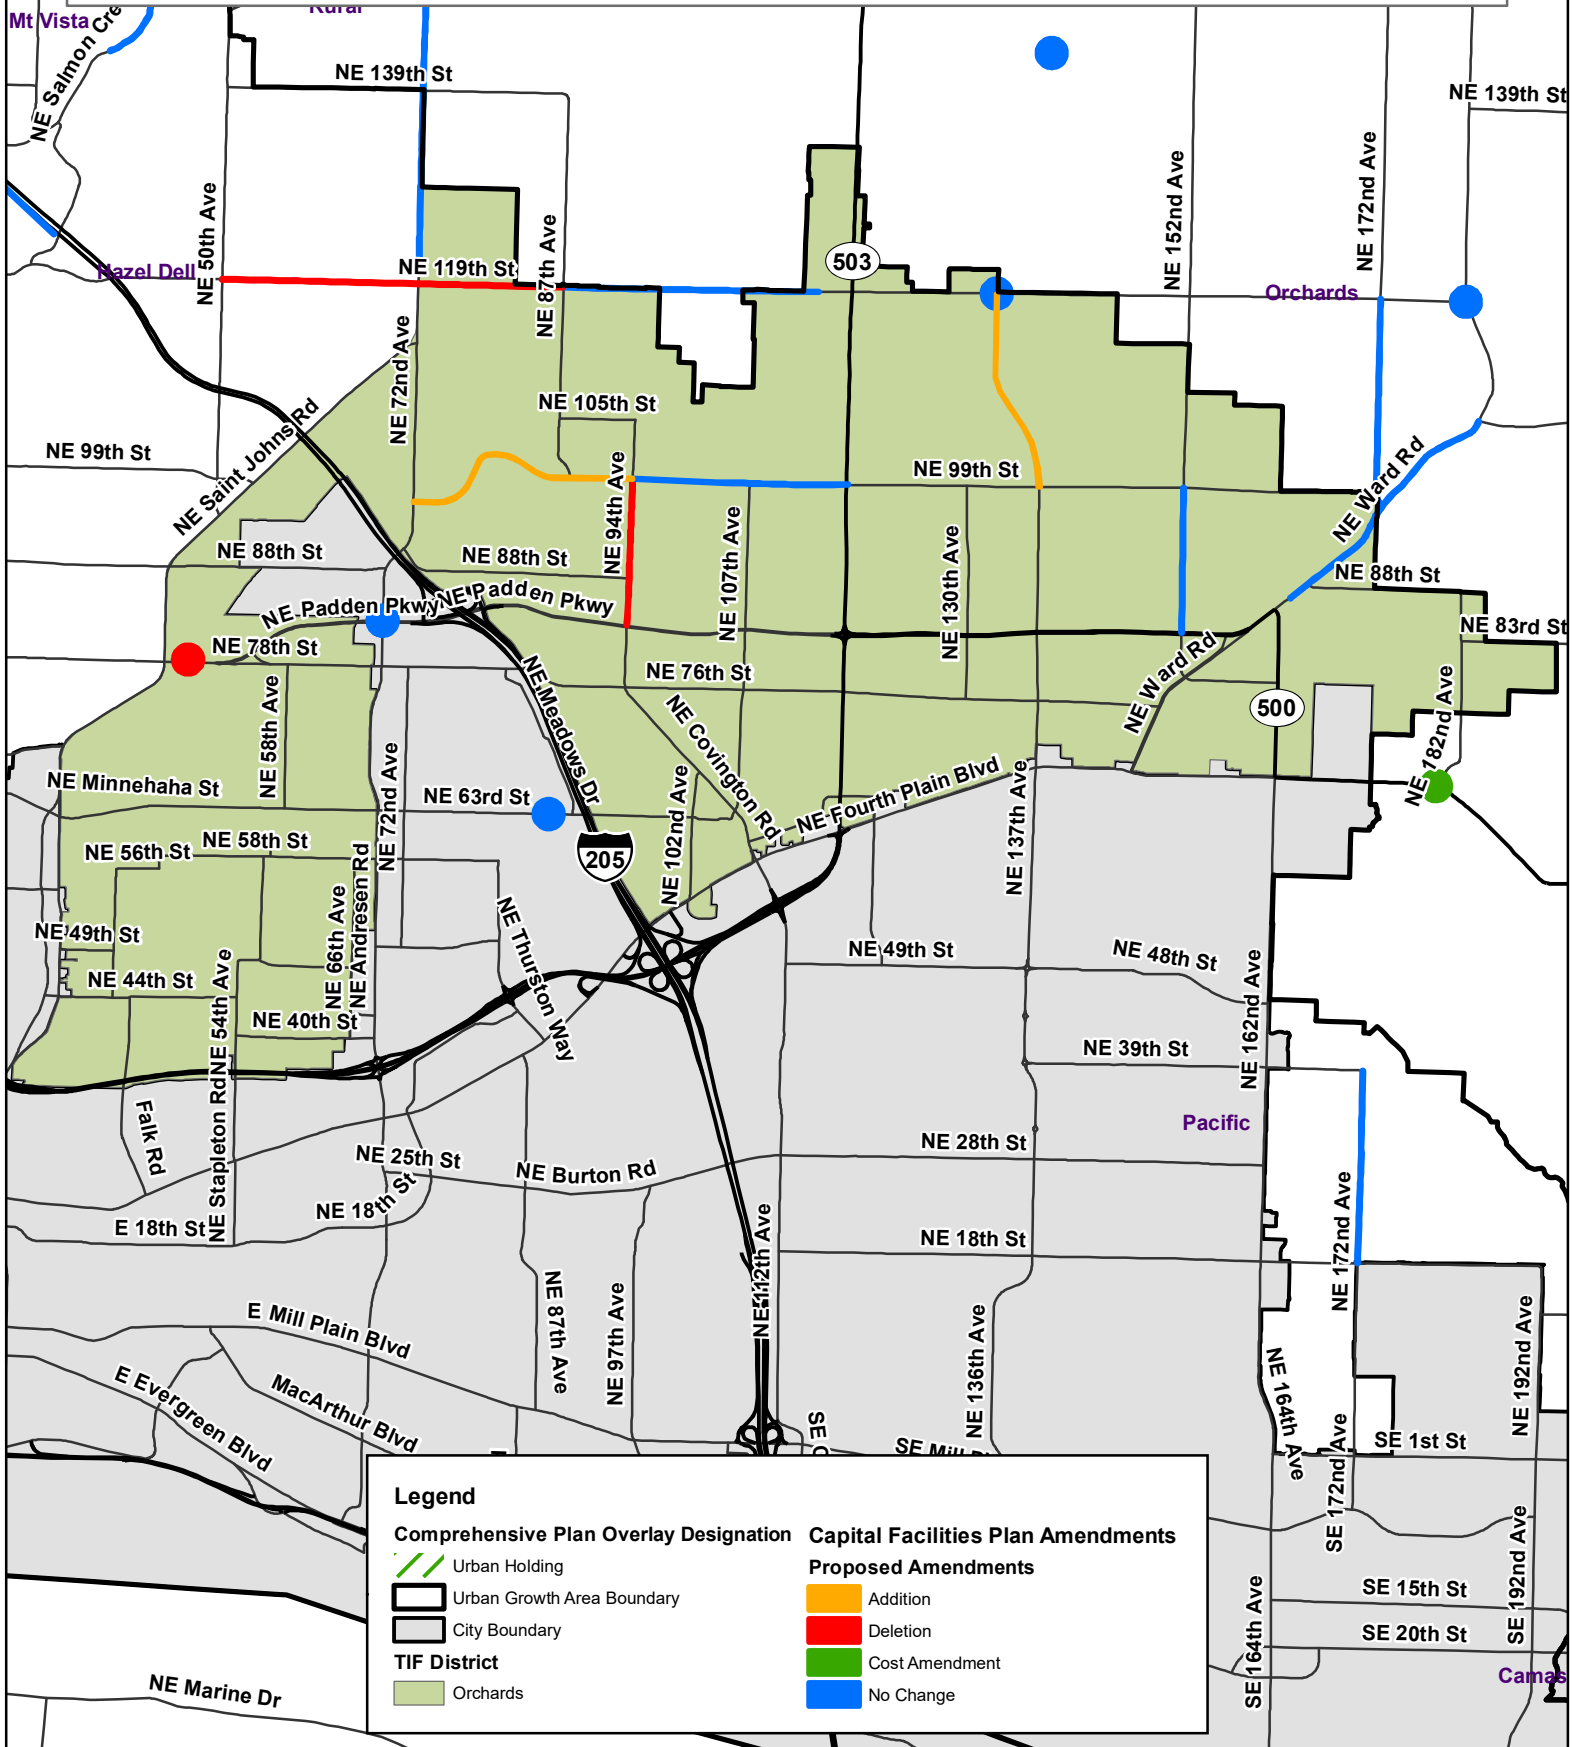 Mt Vista
Rural
NE Salmon Cre
NE 139th St
NE 139th St
NE 50th Ave
NE 152nd Ave
NE 172nd Ave
Hazel Dell
NE 119th St
NE 87th Ave
503
Orchards
NE 72nd Ave
NE 105th St
NE 99th St
NE Saint Johns Rd
NE 94th Ave
NE 99th St
NE Ward Rd
NE 88th St
NE 88th St
NE 107th Ave
NE 130th Ave
NE 88th St
NE Padden Pkwy
NE Padden Pkwy
NE 78th St
NE 83rd St
NE 76th St
NE Ward Rd
NE 58th Ave
NE Meadows Dr
NE Covington Rd
500
NE 182nd Ave
NE Minnehaha St
NE 72nd Ave
NE 63rd St
NE 102nd Ave
NE Fourth Plain Blvd
NE 137th Ave
NE 56th St
NE 58th St
205
NE 66th Ave
NE Andresen Rd
NE Thurston Way
NE 49th St
NE 49th St
NE 48th St
NE 44th St
NE 54th Ave
NE 40th St
NE 162nd Ave
NE 39th St
Falk Rd
NE Stapleton Rd
Pacific
NE 25th St
NE Burton Rd
NE 28th St
NE 18th St
E 18th St
NE 112th Ave
NE 18th St
NE 172nd Ave
E Mill Plain Blvd
NE 87th Ave
NE 97th Ave
NE 136th Ave
NE 164th Ave
NE 192nd Ave
E Evergreen Blvd
MacArthur Blvd
SE
SE Mill
SE 1st St
SE 172nd Ave
SE 15th St
SE 192nd Ave
SE 20th St
SE 164th Ave
Camas
NE Marine Dr
Legend
Comprehensive Plan Overlay Designation
Urban Holding
Urban Growth Area Boundary
City Boundary
TIF District
Orchards
Capital Facilities Plan Amendments
Proposed Amendments
Addition
Deletion
Cost Amendment
No Change